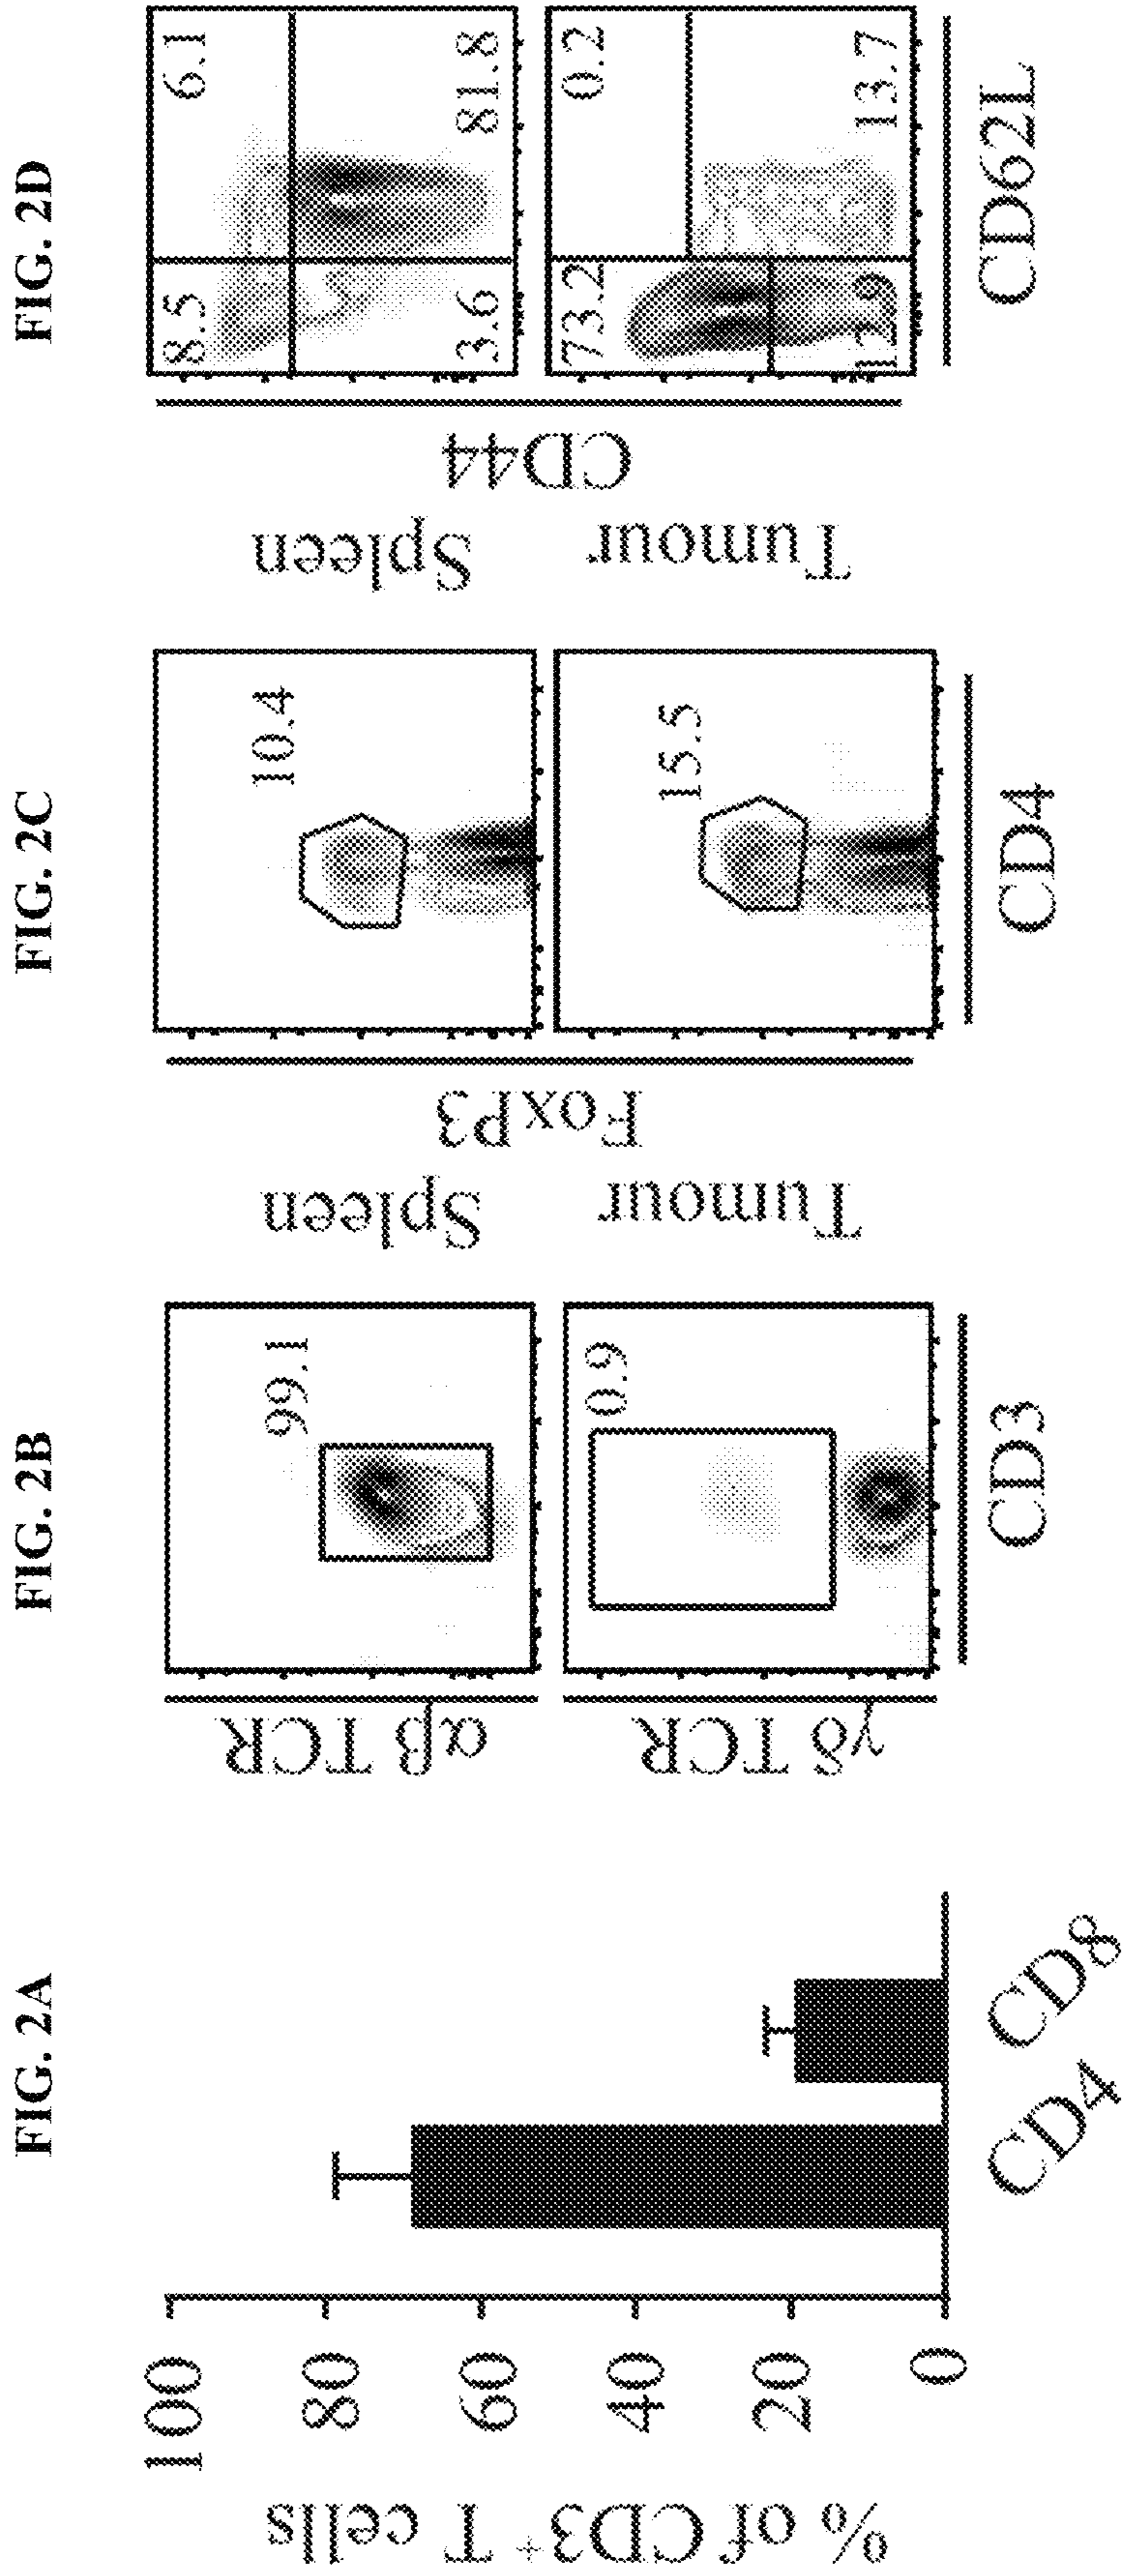 FIG. 2A
% of CD3+ T cells
100
80
60
40
20
0
CD4
CD8
FIG. 2B
αβ TCR
99.1
γδ TCR
0.9
CD3
FIG. 2C
Spleen
Tumour
FoxP3
10.4
15.5
CD4
FIG. 2D
Spleen
Tumour
CD44
8.5
6.1
3.6
81.8
73.2
0.2
12.9
13.7
CD62L